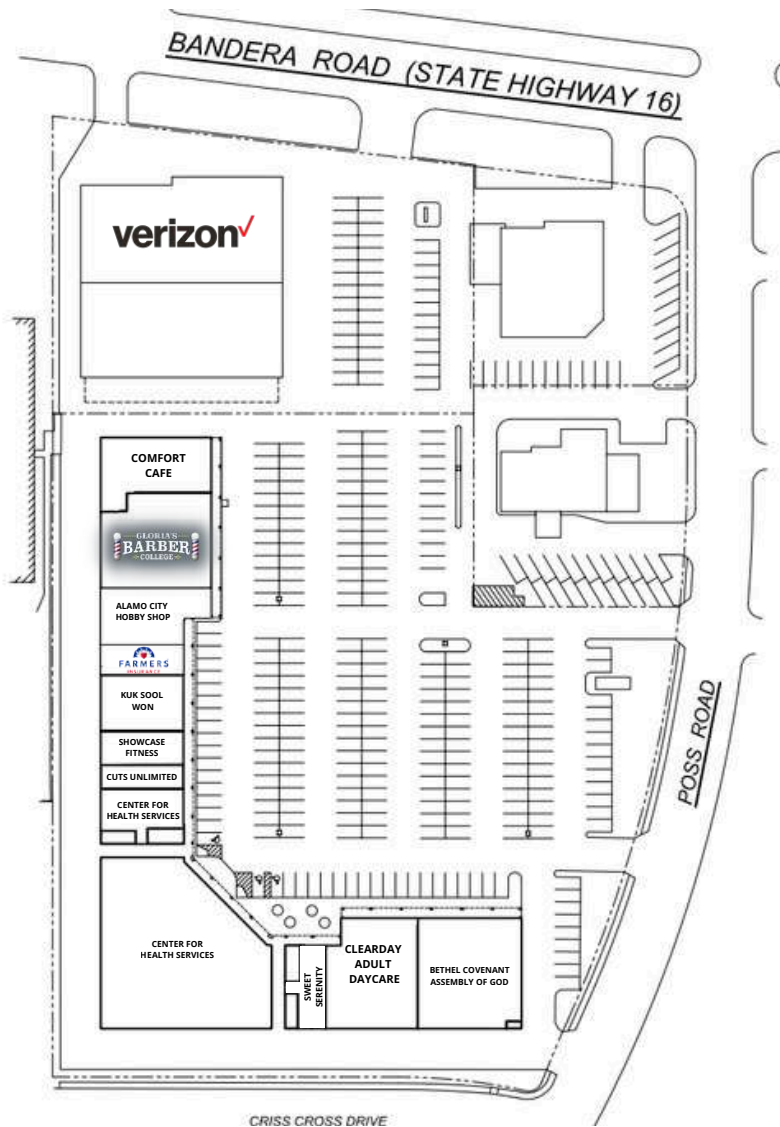 BANDERA ROAD (STATE HIGHWAY 16)
verizon
COMFORT
CAFE
GLORIA'S
BARBER
COLLEGE
ALAMO CITY
HOBBY SHOP
FARMERS
INSURANCE
KUK SOOL
WON
SHOWCASE
FITNESS
CUTS UNLIMITED
CENTER FOR
HEALTH SERVICES
POSS ROAD
CENTER FOR
HEALTH SERVICES
SWEET
SERENITY
CLEARDAY
ADULT
DAYCARE
BETHEL COVENANT
ASSEMBLY OF GOD
CRISS CROSS DRIVE